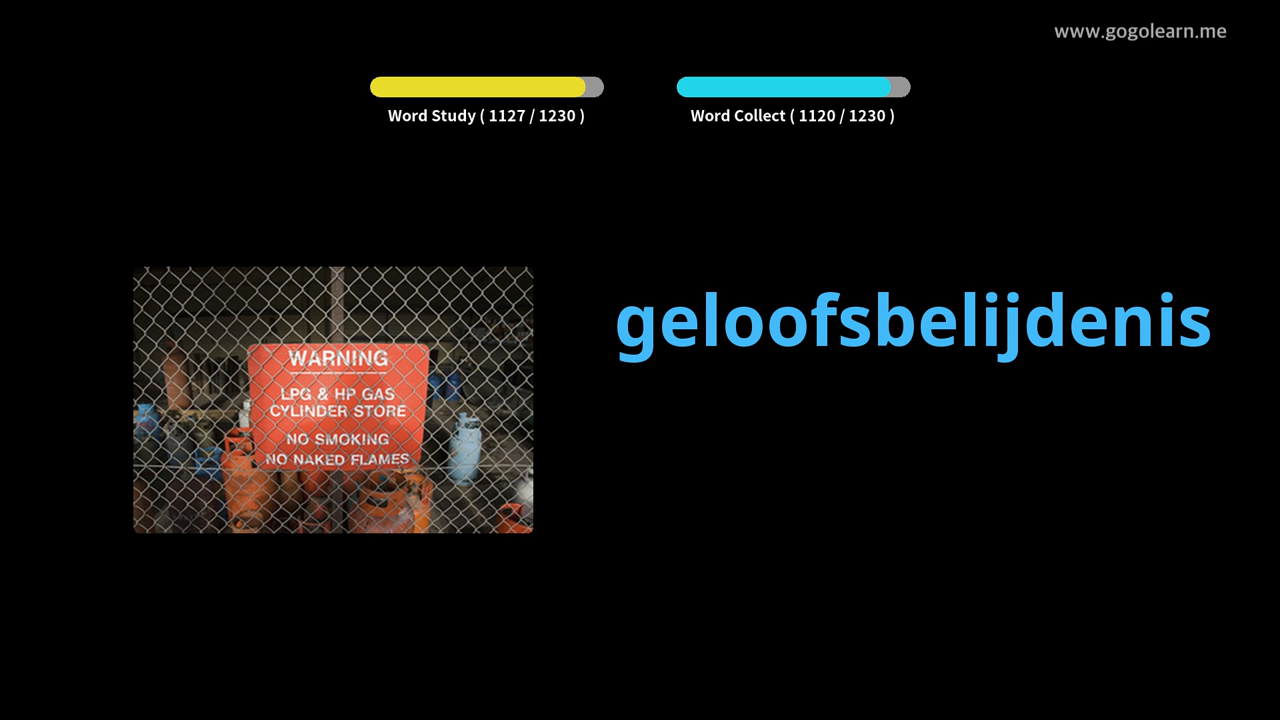 www.gogolearn.me
Word Study ( 1127 / 1230 )
Word Collect ( 1120 / 1230 )
geloofsbelijdenis
WARNING
LPG & HP GAS
CYLINDER STORE
NO SMOKING
NO NAKED FLAMES